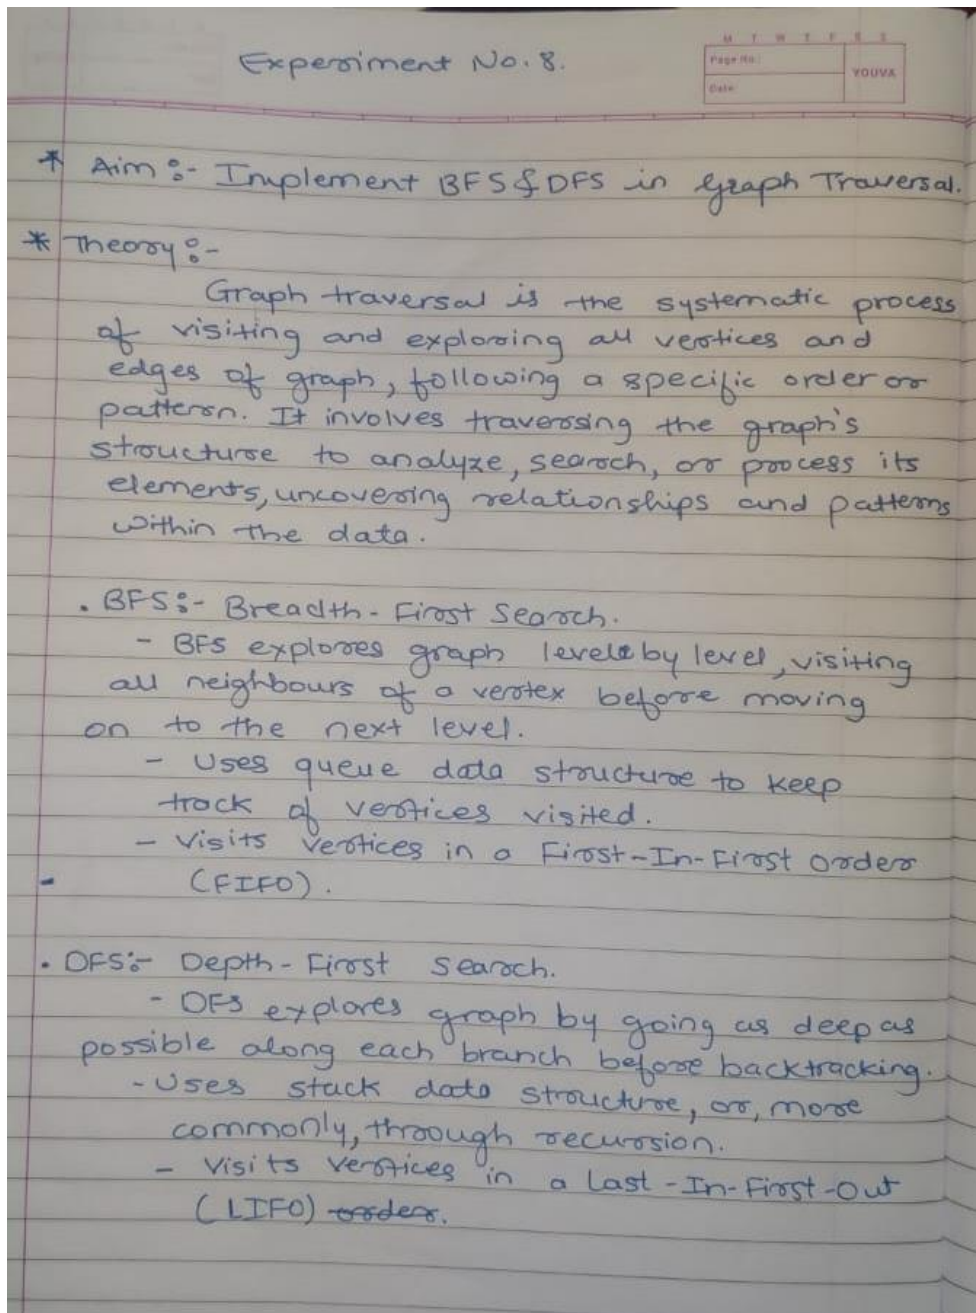 Experiment No. 8.
M T W T F S S
Page No.:
YOUVA
Date:
* Aim :- Implement BFS & DFS in Graph Traversal.
* Theory :-
Graph traversal is the systematic process
of visiting and exploring all vertices and
edges of graph, following a specific order or
pattern. It involves traversing the graph's
structure to analyze, search, or process its
elements, uncovering relationships and patterns
within the data.
. BFS :- Breadth - First Search.
- BFS explores graph level by level, visiting
all neighbours of a vertex before moving
on to the next level.
- Uses queue data structure to keep
track of vertices visited.
- Visits vertices in a First-In-First order
- (FIFO).
. DFS :- Depth - First Search.
- DFS explores graph by going as deep as
possible along each branch before backtracking.
- Uses stack data structure, or, more
commonly, through recursion.
- Visits vertices in a Last-In-First-Out
(LIFO) order.